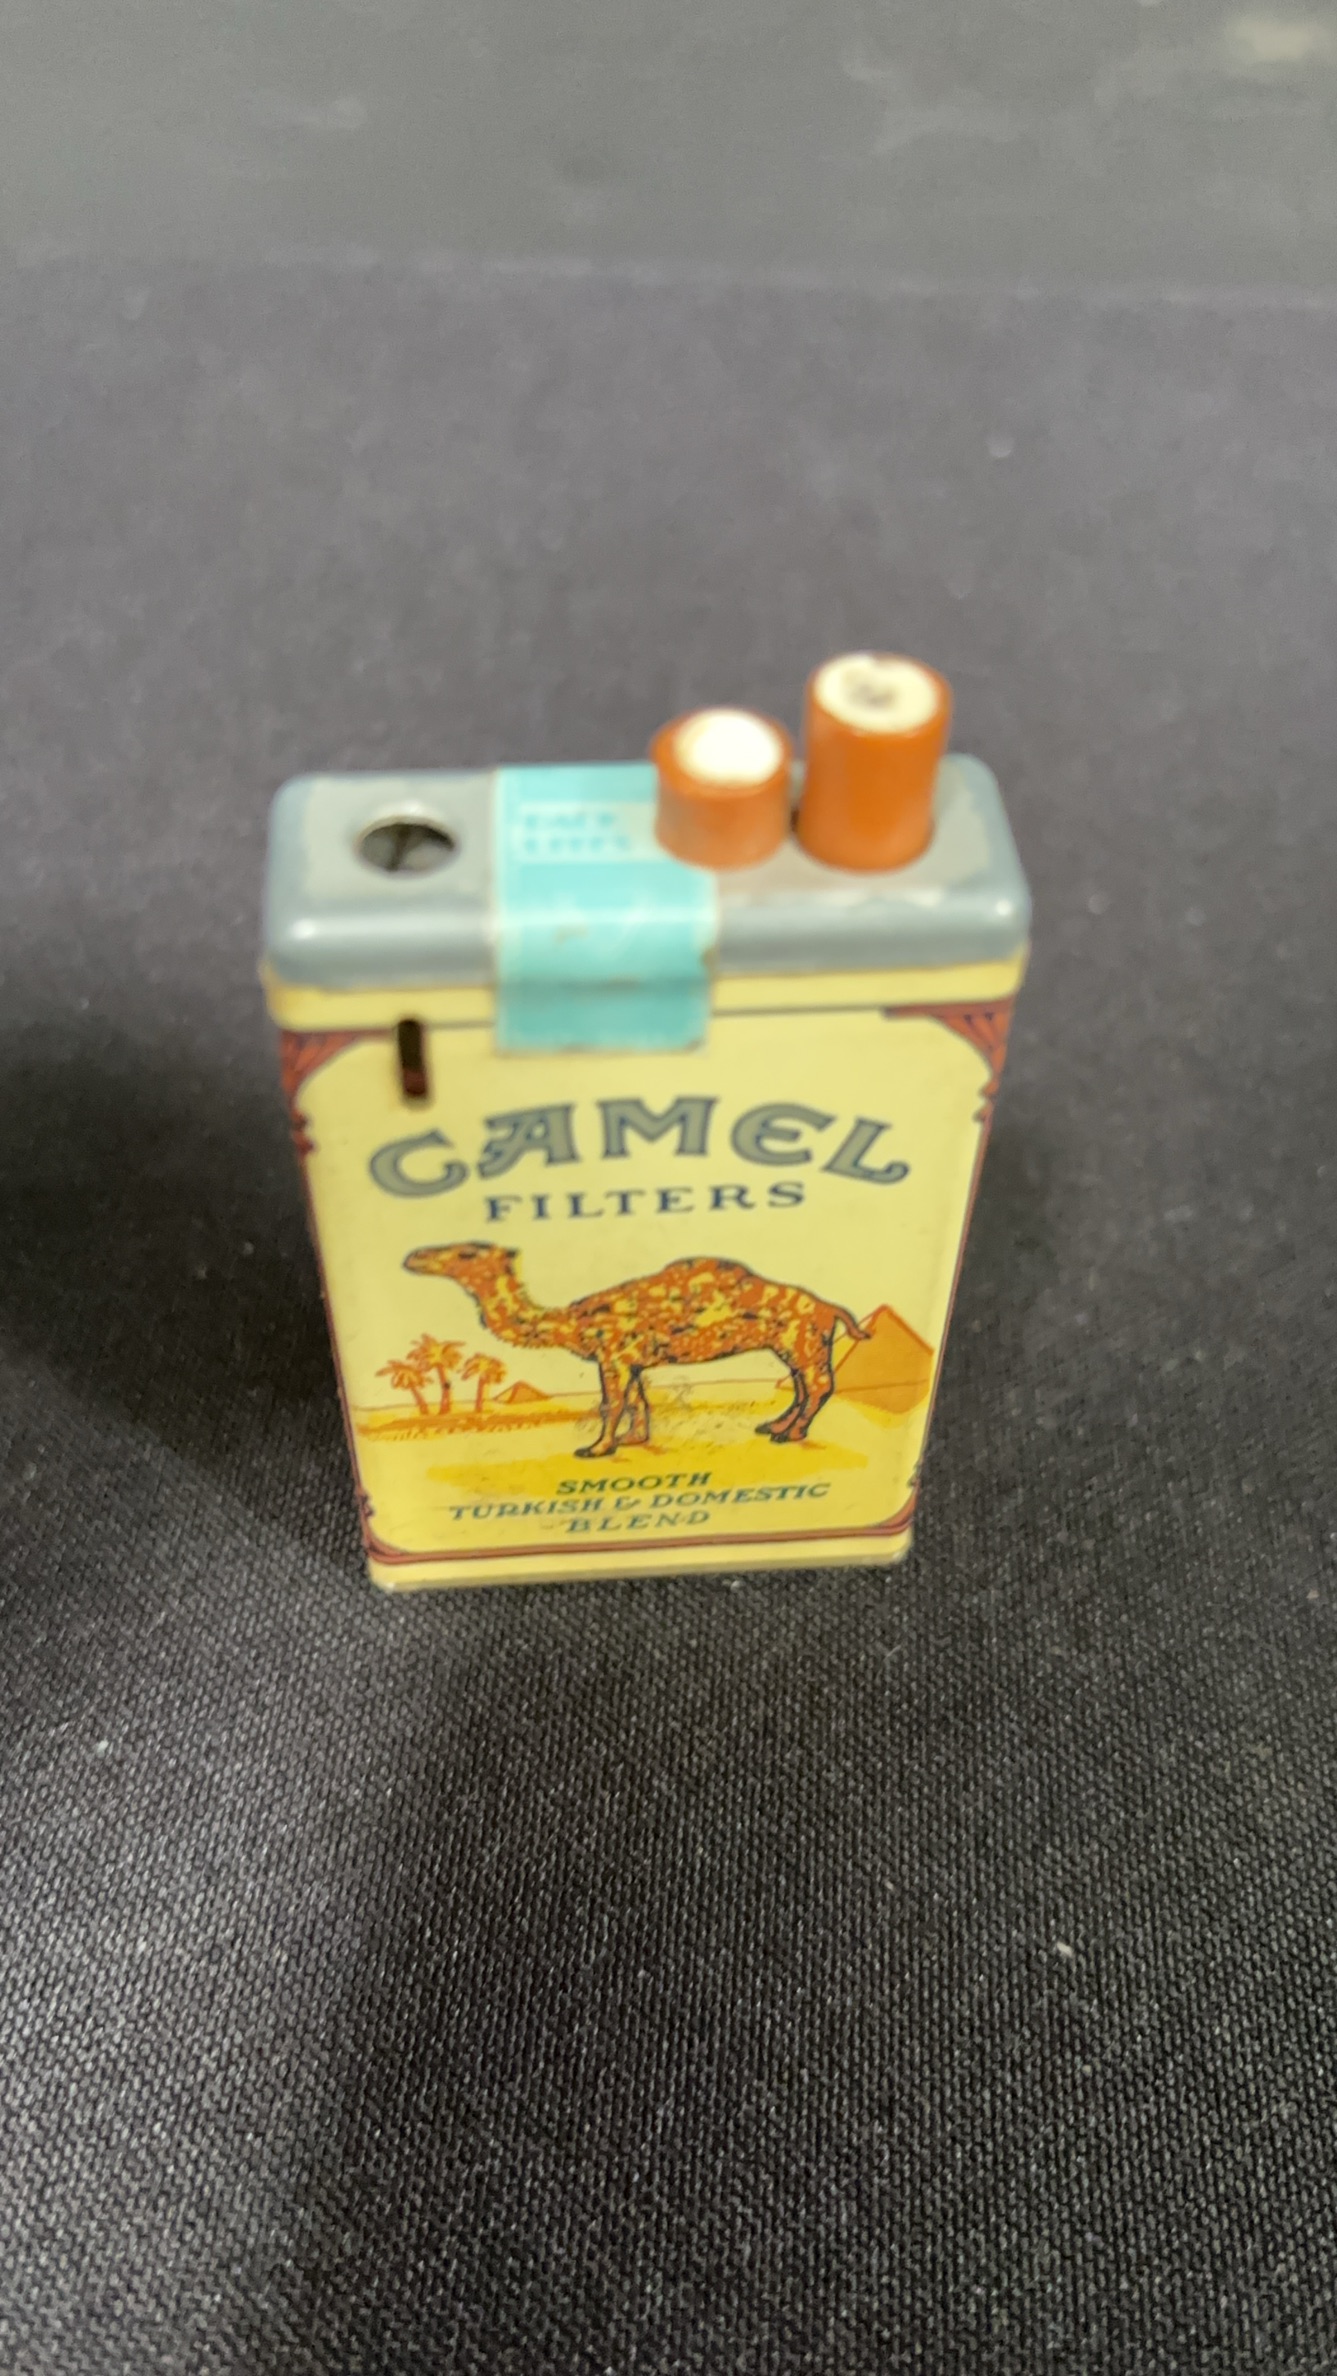 CAMEL
FILTERS
SMOOTH
TURKISH & DOMESTIC
BLEND